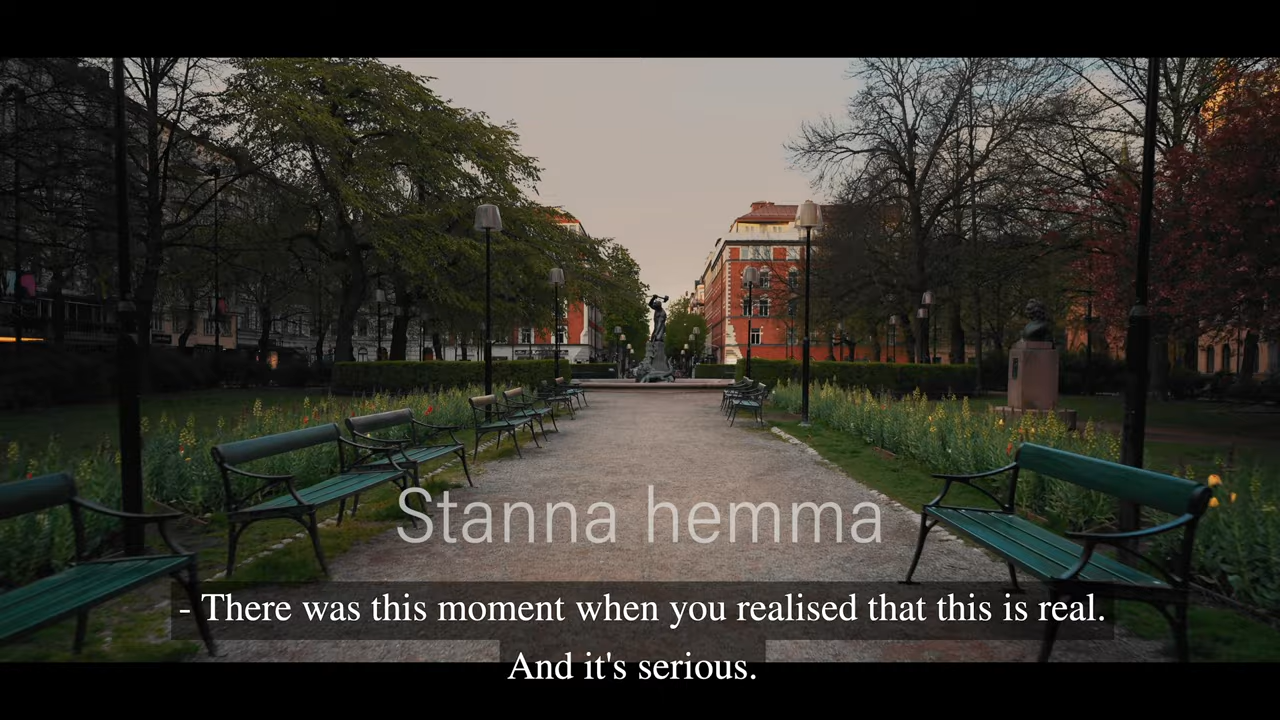 Stanna hemma
- There was this moment when you realised that this is real.
And it's serious.